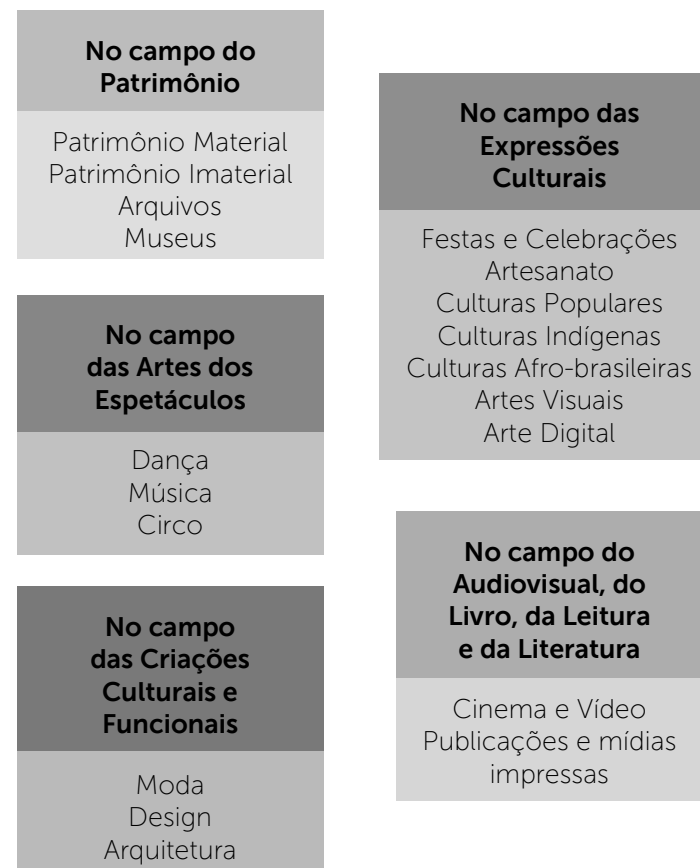 No campo do
Patrimônio
Patrimônio Material
Patrimônio Imaterial
Arquivos
Museus
No campo
das Artes dos
Espetáculos
Dança
Música
Circo
No campo
das Criações
Culturais e
Funcionais
Moda
Design
Arquitetura
No campo das
Expressões
Culturais
Festas e Celebrações
Artesanato
Culturas Populares
Culturas Indígenas
Culturas Afro-brasileiras
Artes Visuais
Arte Digital
No campo do
Audiovisual, do
Livro, da Leitura
e da Literatura
Cinema e Vídeo
Publicações e mídias
impressas